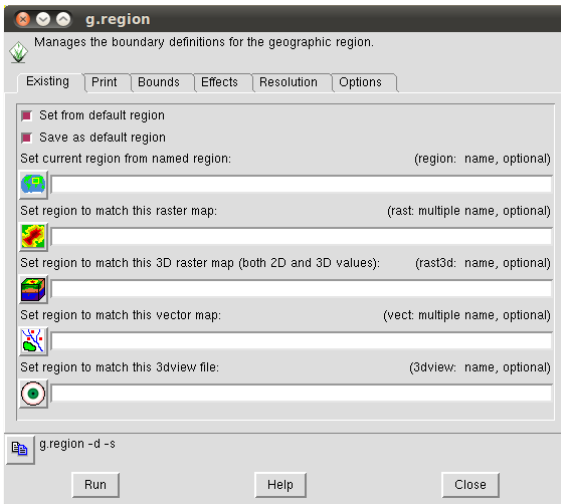 g.region
Manages the boundary definitions for the geographic region.
Existing Print Bounds Effects Resolution Options
Set from default region
Save as default region
Set current region from named region: (region: name, optional)
Set region to match this raster map: (rast: multiple name, optional)
Set region to match this 3D raster map (both 2D and 3D values): (rast3d: name, optional)
Set region to match this vector map: (vect: multiple name, optional)
Set region to match this 3dview file: (3dview: name, optional)
g.region -d -s
Run Help Close